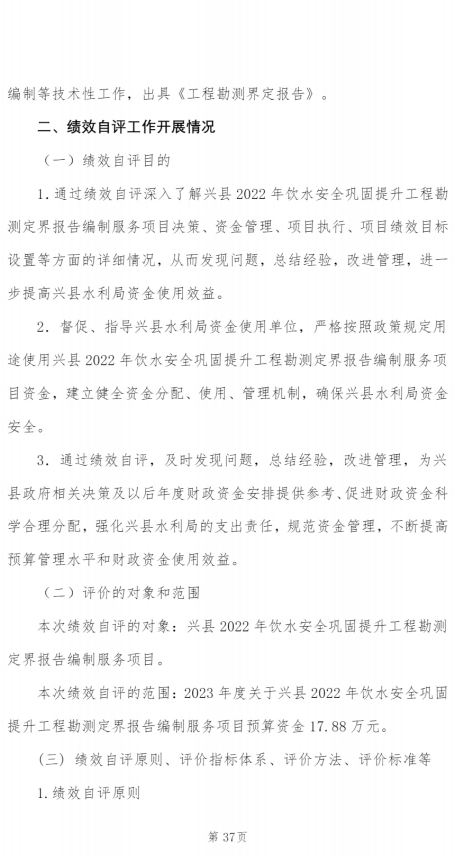 编制等技术性工作，出具《工程勘测界定报告》。
二、绩效自评工作开展情况
（一）绩效自评目的
1.通过绩效自评深入了解兴县 2022 年饮水安全巩固提升工程勘
测定界报告编制服务项目决策、资金管理、项目执行、项目绩效目标
设置等方面的详细情况，从而发现问题，总结经验，改进管理，进一
步提高兴县水利局资金使用效益。
2．督促、指导兴县水利局资金使用单位，严格按照政策规定用
途使用兴县 2022 年饮水安全巩固提升工程勘测定界报告编制服务项
目资金，建立健全资金分配、使用、管理机制，确保兴县水利局资金
安全。
3．通过绩效自评，及时发现问题，总结经验，改进管理，为兴
县政府相关决策及以后年度财政资金安排提供参考、促进财政资金科
学合理分配，强化兴县水利局的支出责任，规范资金管理，不断提高
预算管理水平和财政资金使用效益。
（二）评价的对象和范围
本次绩效自评的对象：兴县 2022 年饮水安全巩固提升工程勘测
定界报告编制服务项目。
本次绩效自评的范围：2023 年度关于兴县 2022 年饮水安全巩固
提升工程勘测定界报告编制服务项目预算资金 17.88 万元。
(三) 绩效自评原则、评价指标体系、评价方法、评价标准等
1.绩效自评原则
第 37页